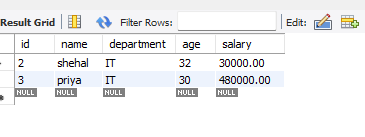 Result Grid Filter Rows: Edit:
id name department age salary
2 shehal IT 32 30000.00
3 priya IT 30 480000.00
NULL NULL NULL NULL NULL